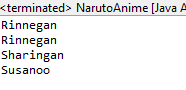 <terminated> NarutoAnime [Java A
Rinnegan
Rinnegan
Sharingan
Susanoo